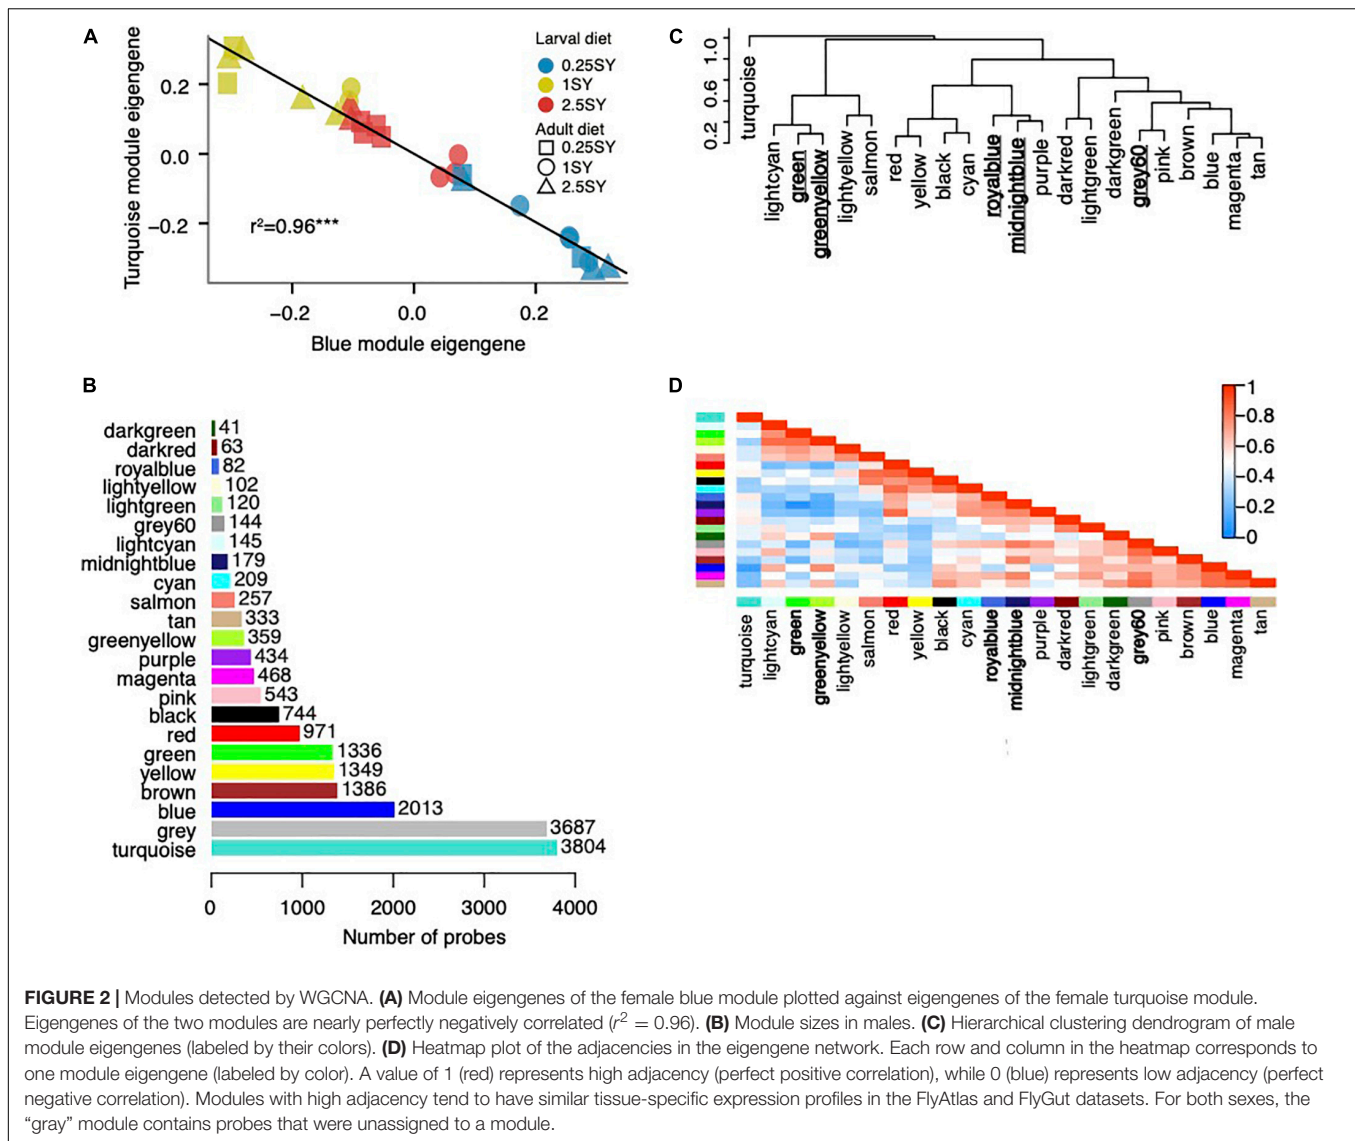 A
Turquoise module eigengene
0.2
0.0
−0.2
−0.2
0.0
0.2
Blue module eigengene
r²=0.96***
Larval diet
0.25SY
1SY
2.5SY
Adult diet
0.25SY
1SY
2.5SY
C
1.0
0.6
0.2
turquoise
lightcyan
green
greenyellow
lightyellow
salmon
red
yellow
black
cyan
royalblue
midnightblue
purple
darkred
lightgreen
darkgreen
grey60
pink
brown
blue
magenta
tan
B
darkgreen 41
darkred 63
royalblue 82
lightyellow 102
lightgreen 120
grey60 144
lightcyan 145
midnightblue 179
cyan 209
salmon 257
tan 333
greenyellow 359
purple 434
magenta 468
pink 543
black 744
red 971
green 1336
yellow 1349
brown 1386
blue 2013
grey 3687
turquoise 3804
0 1000 2000 3000 4000
Number of probes
D
1
0.8
0.6
0.4
0.2
0
turquoise
lightcyan
green
greenyellow
lightyellow
salmon
red
yellow
black
cyan
royalblue
midnightblue
purple
darkred
lightgreen
darkgreen
grey60
pink
brown
blue
magenta
tan
FIGURE 2 | Modules detected by WGCNA. (A) Module eigengenes of the female blue module plotted against eigengenes of the female turquoise module.
Eigengenes of the two modules are nearly perfectly negatively correlated (r² = 0.96). (B) Module sizes in males. (C) Hierarchical clustering dendrogram of male
module eigengenes (labeled by their colors). (D) Heatmap plot of the adjacencies in the eigengene network. Each row and column in the heatmap corresponds to
one module eigengene (labeled by color). A value of 1 (red) represents high adjacency (perfect positive correlation), while 0 (blue) represents low adjacency (perfect
negative correlation). Modules with high adjacency tend to have similar tissue-specific expression profiles in the FlyAtlas and FlyGut datasets. For both sexes, the
“gray” module contains probes that were unassigned to a module.